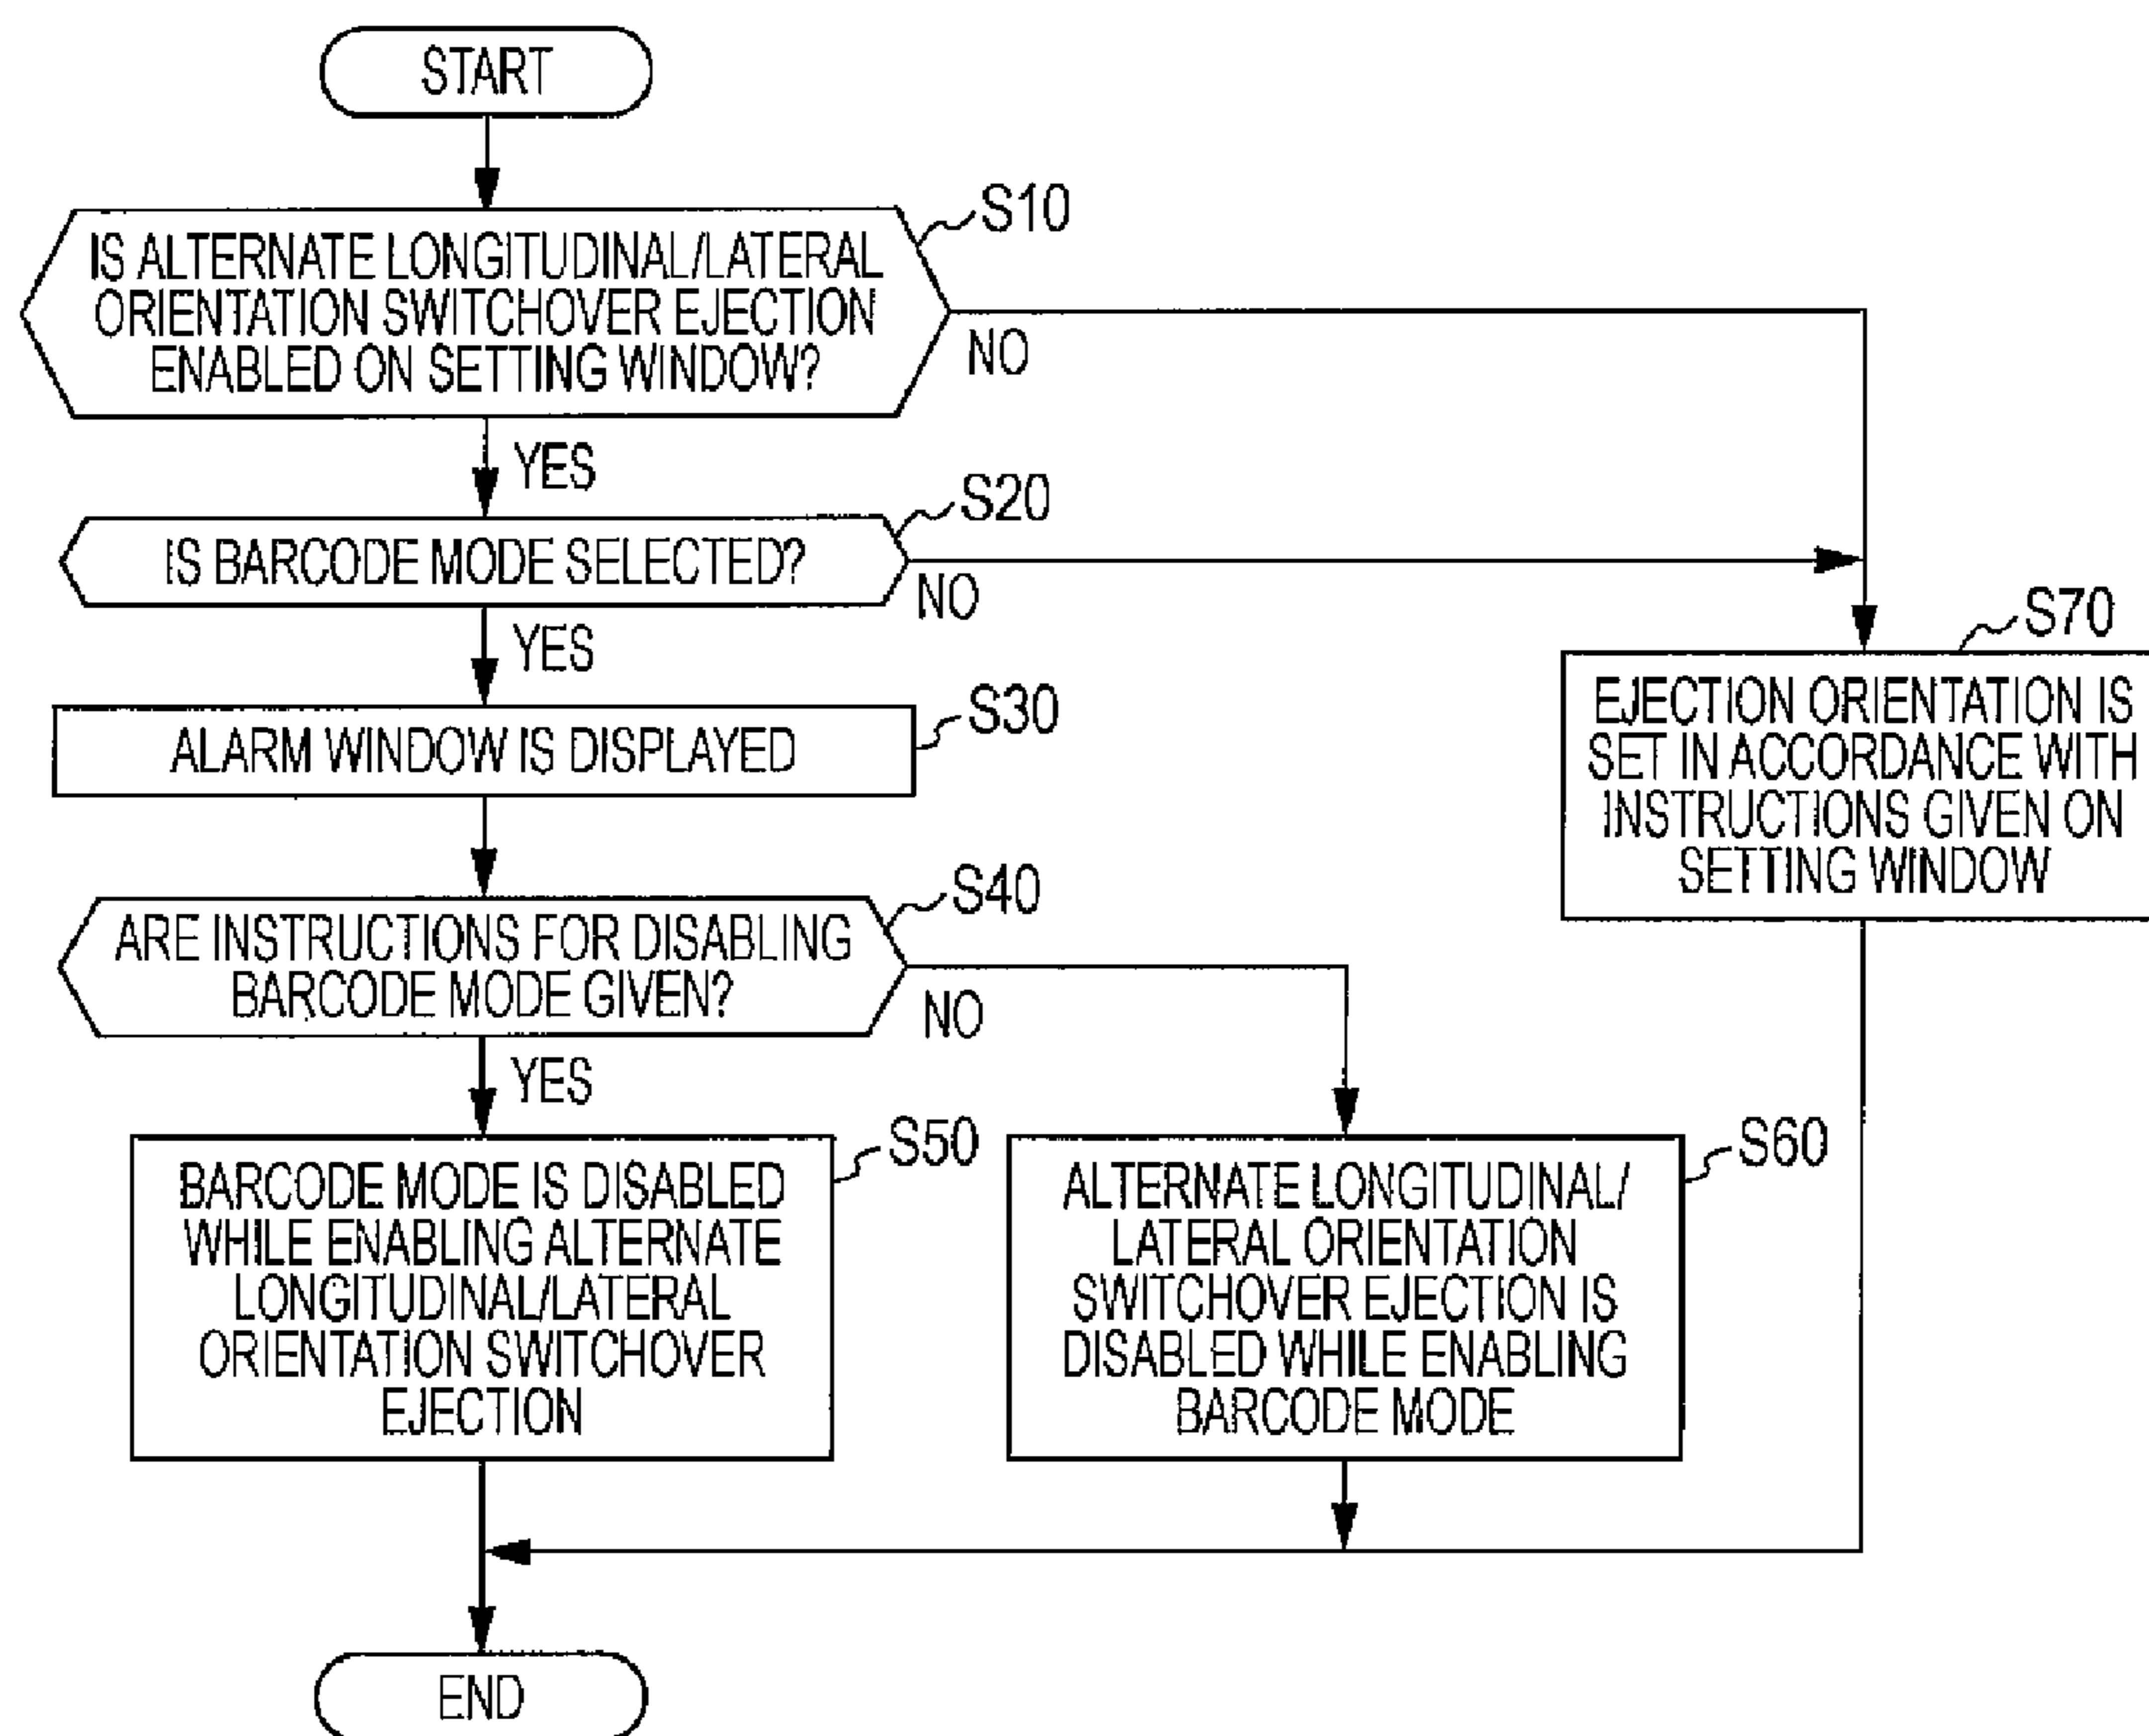 START
S10
IS ALTERNATE LONGITUDINAL/LATERAL
ORIENTATION SWITCHOVER EJECTION
ENABLED ON SETTING WINDOW?
NO
YES
S20
IS BARCODE MODE SELECTED?
NO
YES
S30
ALARM WINDOW IS DISPLAYED
S70
EJECTION ORIENTATION IS
SET IN ACCORDANCE WITH
INSTRUCTIONS GIVEN ON
SETTING WINDOW
S40
ARE INSTRUCTIONS FOR DISABLING
BARCODE MODE GIVEN?
NO
YES
S50
BARCODE MODE IS DISABLED
WHILE ENABLING ALTERNATE
LONGITUDINAL/LATERAL
ORIENTATION SWITCHOVER
EJECTION
S60
ALTERNATE LONGITUDINAL/
LATERAL ORIENTATION
SWITCHOVER EJECTION IS
DISABLED WHILE ENABLING
BARCODE MODE
END